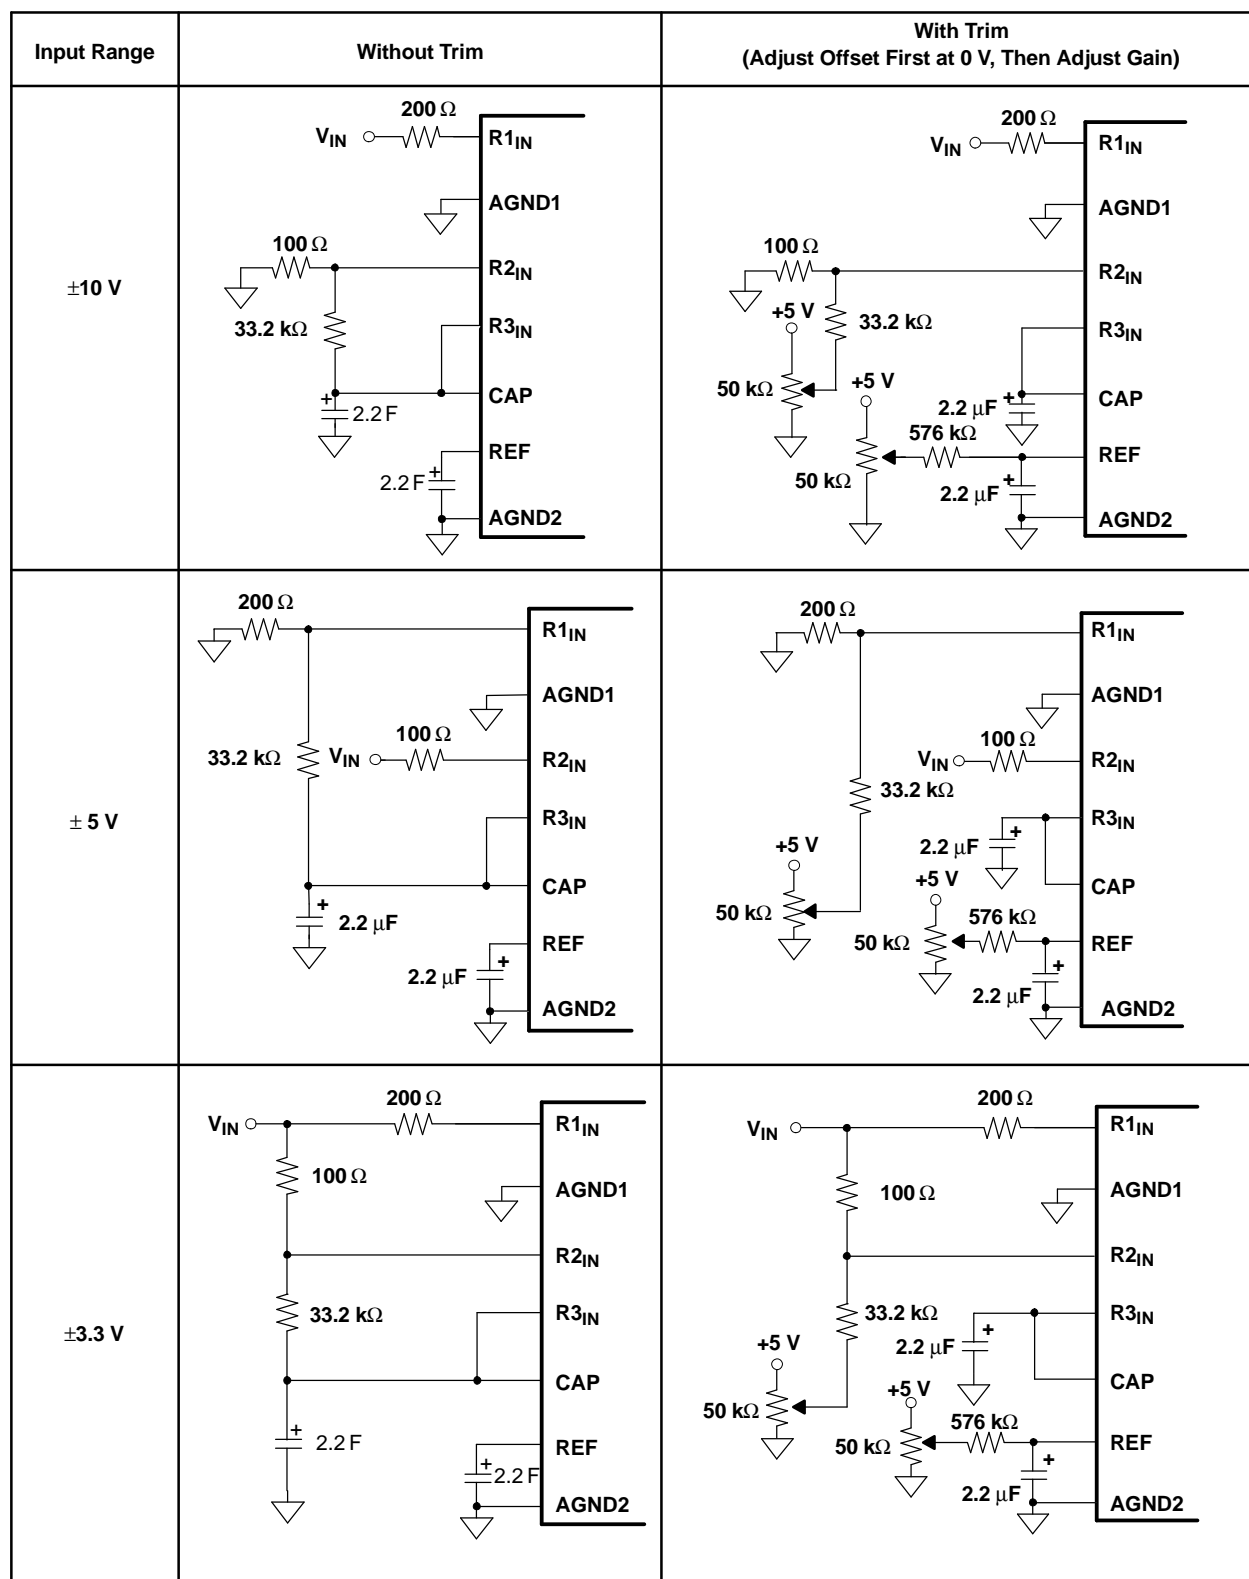 Input Range
Without Trim
With Trim
(Adjust Offset First at 0 V, Then Adjust Gain)
±10 V
200 Ω
VIN
R1IN
AGND1
100 Ω
R2IN
33.2 kΩ
R3IN
CAP
+
2.2 F
REF
+
2.2 F
AGND2
200 Ω
VIN
R1IN
AGND1
100 Ω
R2IN
+5 V
33.2 kΩ
R3IN
50 kΩ
+5 V
CAP
+
2.2 μF
576 kΩ
REF
50 kΩ
+
2.2 μF
AGND2
± 5 V
200 Ω
R1IN
AGND1
33.2 kΩ
VIN
100 Ω
R2IN
R3IN
CAP
+
2.2 μF
REF
+
2.2 μF
AGND2
200 Ω
R1IN
AGND1
100 Ω
VIN
R2IN
33.2 kΩ
R3IN
+
2.2 μF
+5 V
CAP
+5 V
50 kΩ
576 kΩ
REF
50 kΩ
+
2.2 μF
AGND2
±3.3 V
200 Ω
VIN
R1IN
100 Ω
AGND1
R2IN
33.2 kΩ
R3IN
CAP
+
2.2 F
REF
+
2.2 F
AGND2
200 Ω
VIN
R1IN
100 Ω
AGND1
R2IN
33.2 kΩ
R3IN
+
2.2 μF
+5 V
CAP
+5 V
50 kΩ
576 kΩ
REF
50 kΩ
+
2.2 μF
AGND2